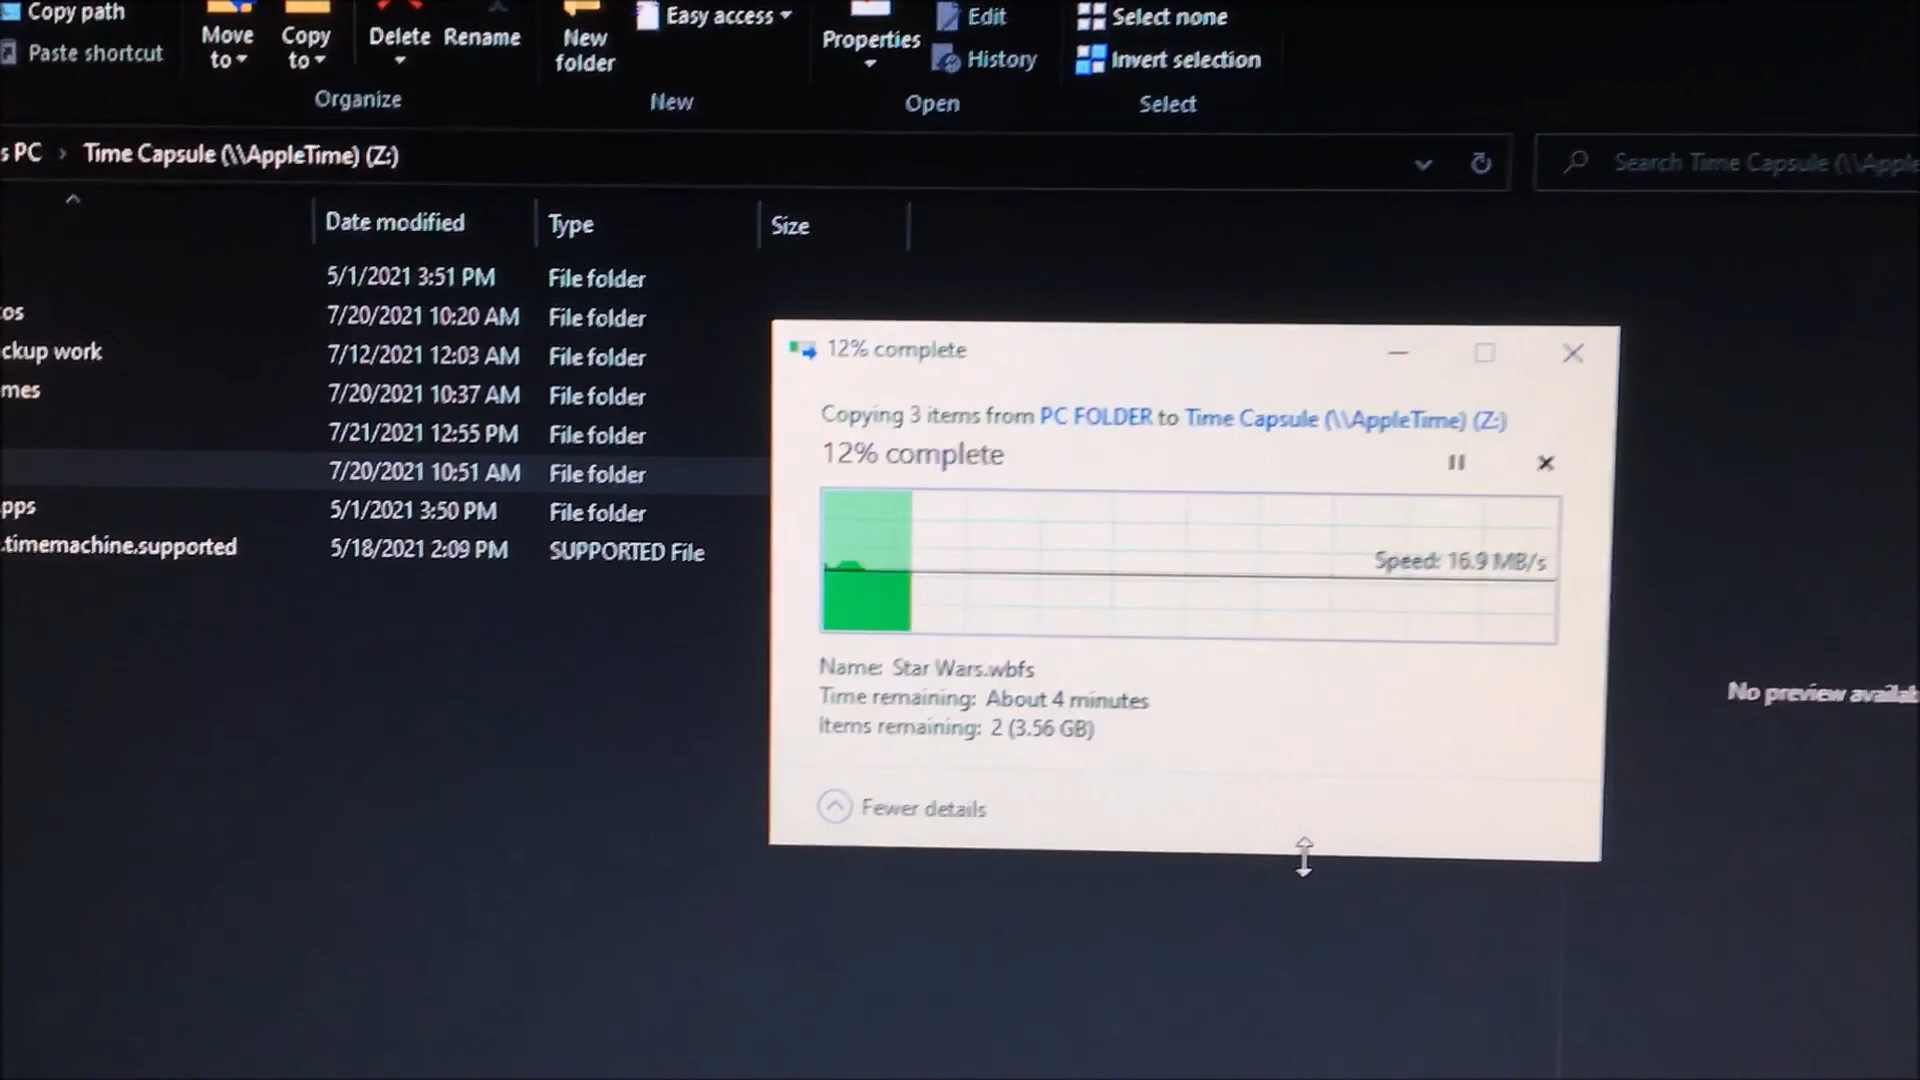 Copy path
Paste shortcut
Move to
Copy to
Delete
Rename
New folder
Easy access
Properties
Edit
History
Select none
Invert selection
Organize
New
Open
Select
s PC › Time Capsule (\\AppleTime) (Z:)
Search Time Capsule (\\Apple
Date modified Type Size
5/1/2021 3:51 PM File folder
os 7/20/2021 10:20 AM File folder
ckup work 7/12/2021 12:03 AM File folder
mes 7/20/2021 10:37 AM File folder
7/21/2021 12:55 PM File folder
7/20/2021 10:51 AM File folder
pps 5/1/2021 3:50 PM File folder
.timemachine.supported 5/18/2021 2:09 PM SUPPORTED File
12% complete
Copying 3 items from PC FOLDER to Time Capsule (\\AppleTime) (Z:)
12% complete
Speed: 16.9 MB/s
Name: Star Wars.wbfs
Time remaining: About 4 minutes
Items remaining: 2 (3.56 GB)
Fewer details
No preview availab